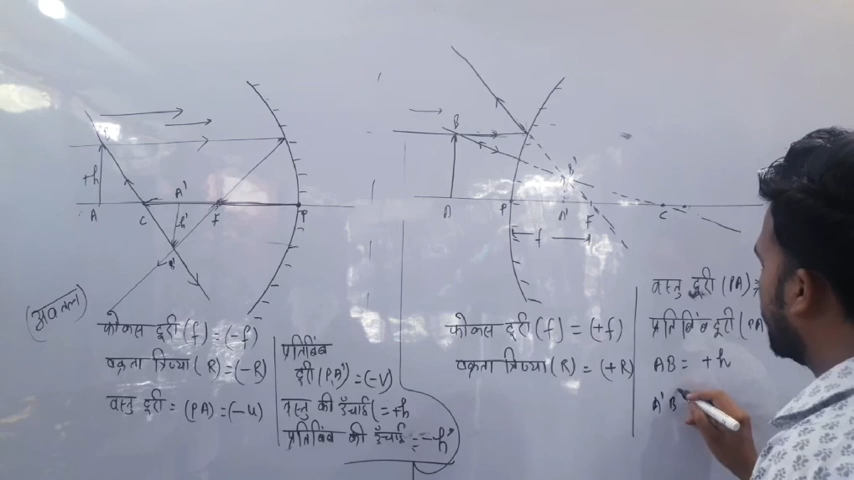 +h
A
C
A'
h'
B'
F
P
B
A
P
B'
A'
F
C
f
(अवतल)
फोकस दूरी (f) = (-f)
वक्रता त्रिज्या (R) = (-R)
वस्तु दूरी = (PA) = (-u)
प्रतिबिंब
दूरी (PA') = (-v)
वस्तु की ऊँचाई = +h
प्रतिबिंब की ऊँचाई = -h'
फोकस दूरी (f) = (+f)
वक्रता त्रिज्या (R) = (+R)
वस्तु दूरी (PA) =
प्रतिबिंब दूरी (PA
AB = +h
A'B